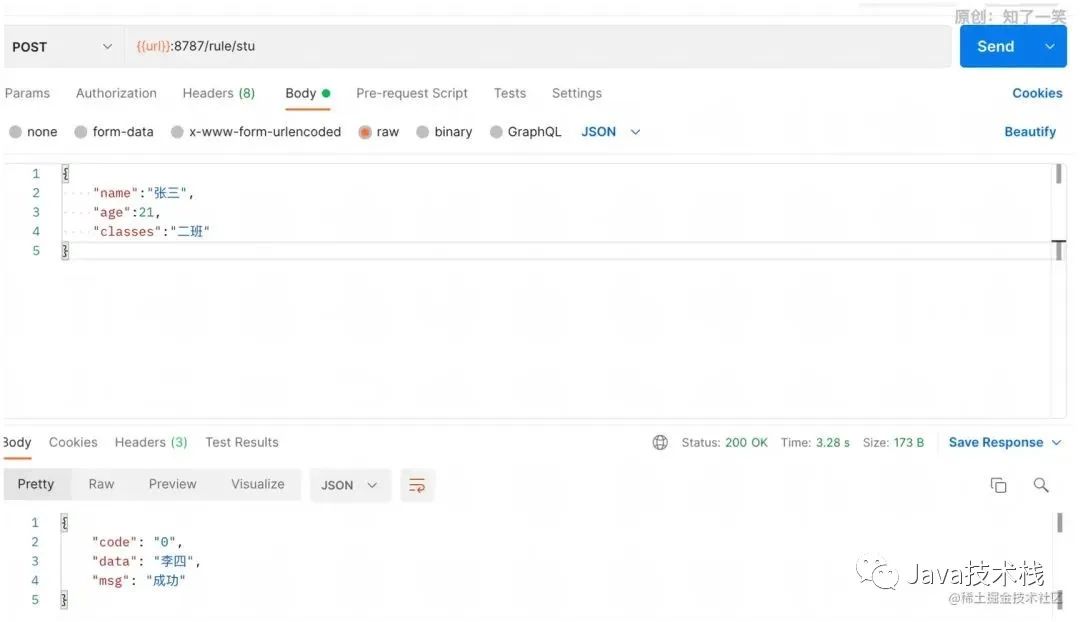 原创：知了一笑
POST {{url}}:8787/rule/stu Send
Params Authorization Headers (8) Body Pre-request Script Tests Settings Cookies
none form-data x-www-form-urlencoded raw binary GraphQL JSON Beautify
1 {
2 "name":"张三",
3 "age":21,
4 "classes":"二班"
5 }
Body Cookies Headers (3) Test Results Status: 200 OK Time: 3.28 s Size: 173 B Save Response
Pretty Raw Preview Visualize JSON
1 {
2 "code": "0",
3 "data": "李四",
4 "msg": "成功"
5 }
Java技术栈
@稀土掘金技术社区